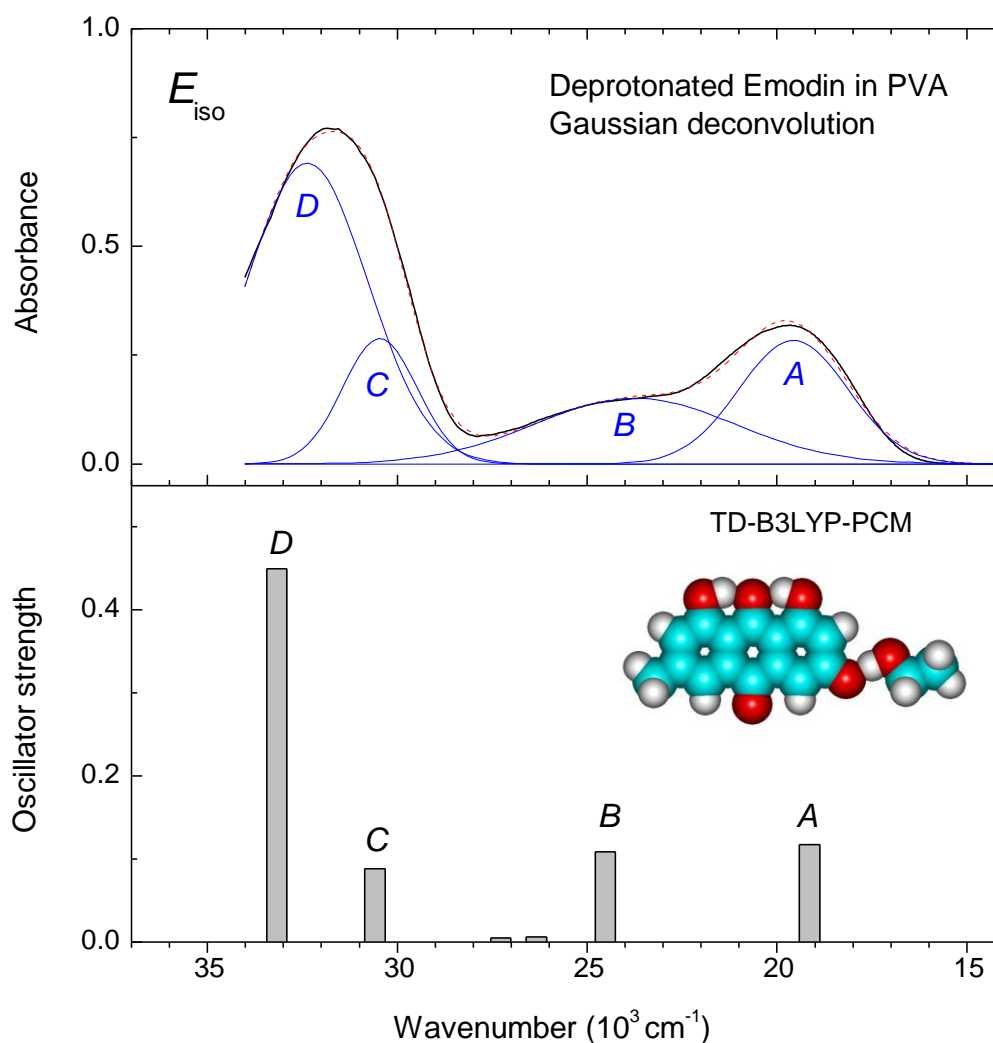 1.0
E_iso
Deprotonated Emodin in PVA
Gaussian deconvolution
Absorbance
D
0.5
C
B
A
0.0
TD-B3LYP-PCM
D
Oscillator strength
0.4
0.2
C
B
A
0.0
35 30 25 20 15
Wavenumber (10³ cm⁻¹)